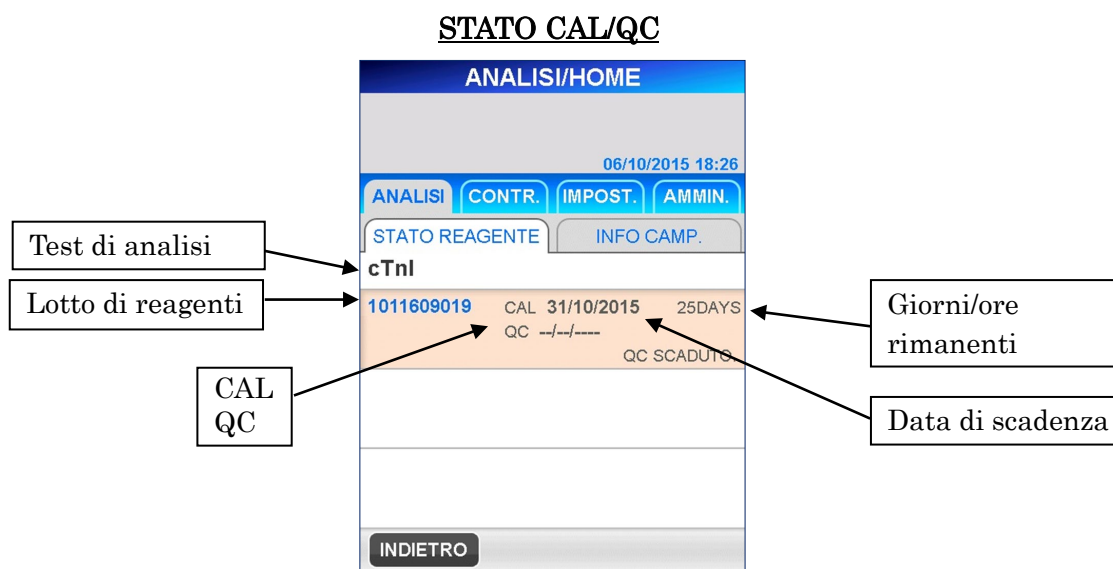 STATO CAL/QC
ANALISI/HOME
06/10/2015 18:26
ANALISI CONTR. IMPOST. AMMIN.
STATO REAGENTE INFO CAMP.
Test di analisi
cTnI
Lotto di reagenti
1011609019 CAL 31/10/2015 25DAYS
QC --/--/----
QC SCADUTO.
Giorni/ore
rimanenti
CAL
QC
Data di scadenza
INDIETRO